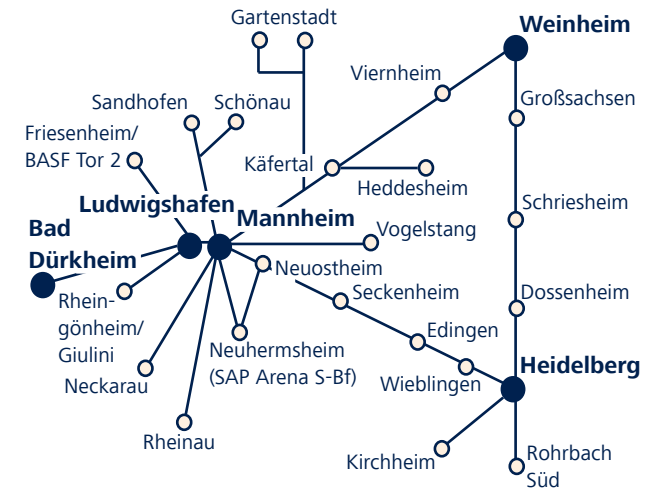 Gartenstadt
Weinheim
Viernheim
Großsachsen
Sandhofen
Schönau
Friesenheim/
BASF Tor 2
Käfertal
Heddesheim
Ludwigshafen
Mannheim
Schriesheim
Bad
Dürkheim
Vogelstang
Neuostheim
Rhein-
gönheim/
Giulini
Seckenheim
Dossenheim
Edingen
Neuhermsheim
(SAP Arena S-Bf)
Neckarau
Wieblingen
Heidelberg
Rheinau
Kirchheim
Rohrbach
Süd